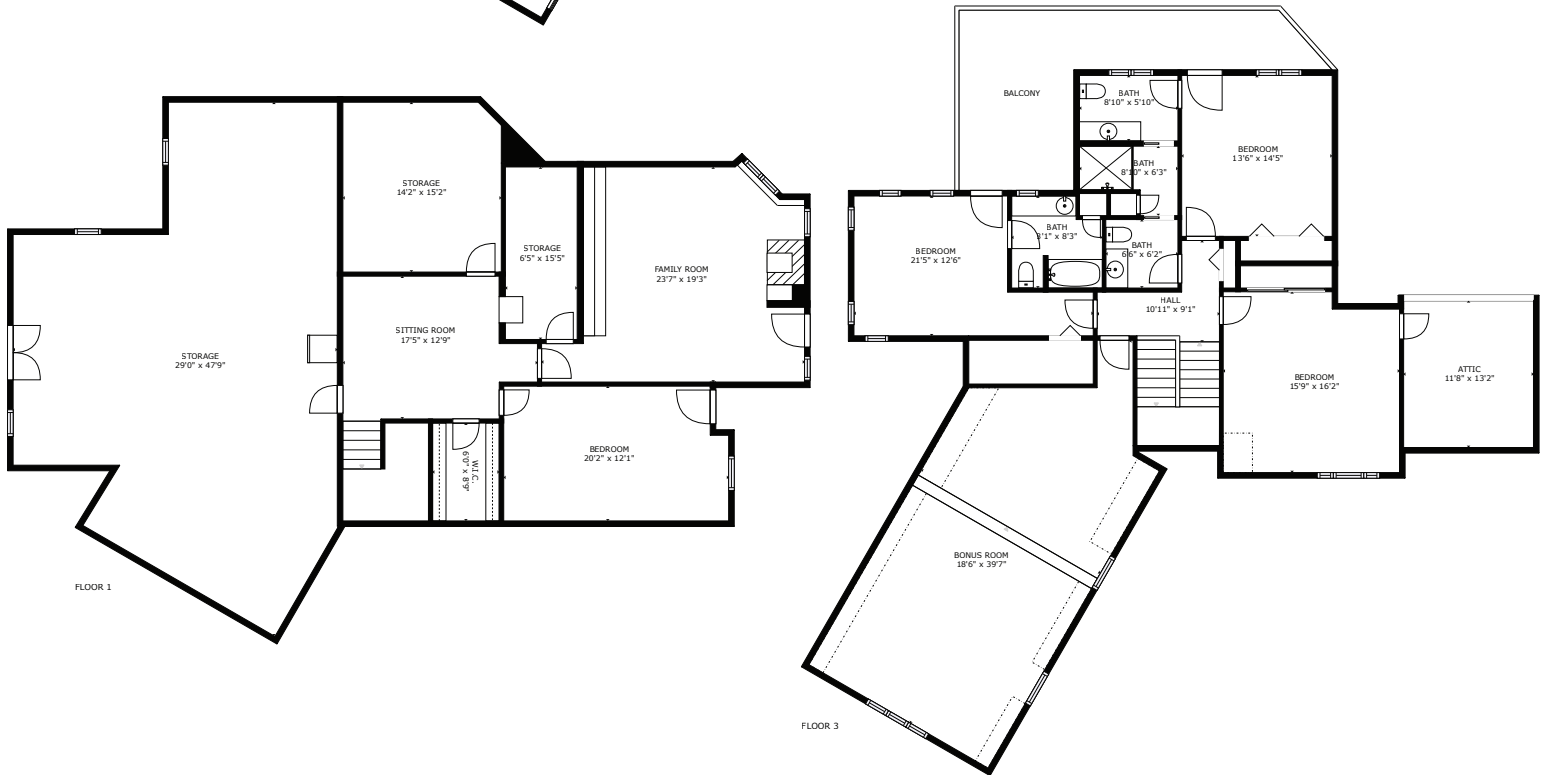 STORAGE
14'2" x 15'2"
STORAGE
6'5" x 15'5"
FAMILY ROOM
23'7" x 19'3"
SITTING ROOM
17'5" x 12'9"
STORAGE
29'0" x 47'9"
BEDROOM
20'2" x 12'1"
W.I.C.
6'0" x 8'9"
FLOOR 1
BALCONY
BATH
8'10" x 5'10"
BEDROOM
13'6" x 14'5"
BATH
8'10" x 6'3"
BATH
8'1" x 8'3"
BATH
6'6" x 6'2"
BEDROOM
21'5" x 12'6"
HALL
10'11" x 9'1"
BEDROOM
15'9" x 16'2"
ATTIC
11'8" x 13'2"
BONUS ROOM
18'6" x 39'7"
FLOOR 3